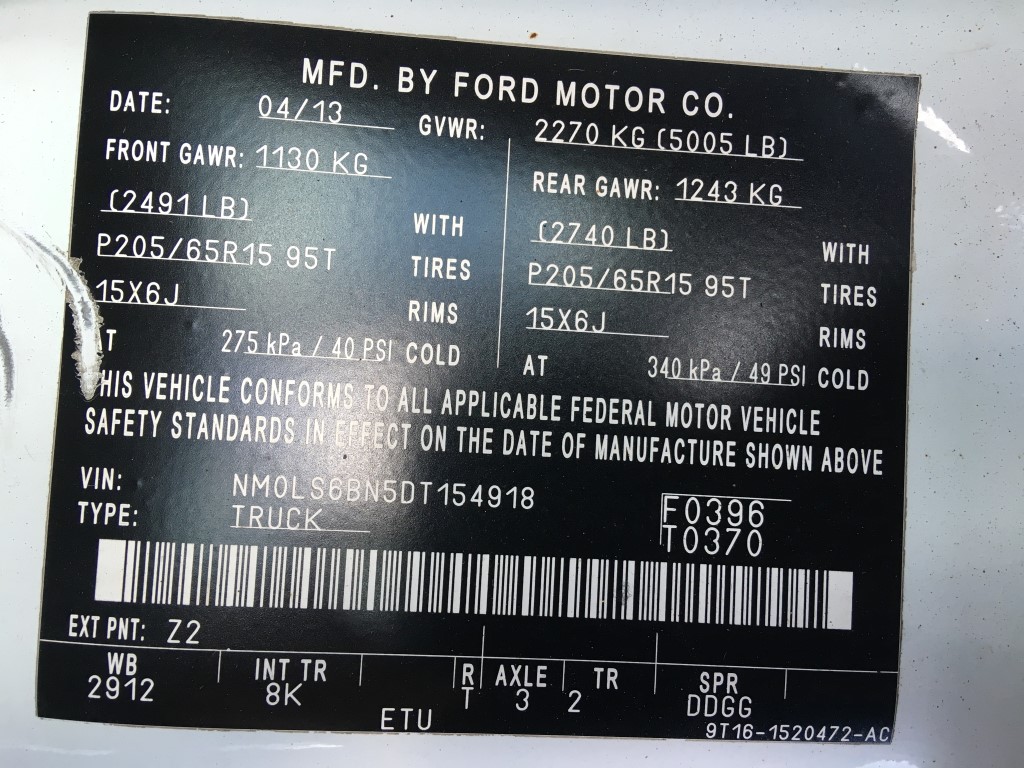 MFD. BY FORD MOTOR CO.
DATE: 04/13 GVWR: 2270 KG (5005 LB)
FRONT GAWR: 1130 KG REAR GAWR: 1243 KG
(2491 LB) WITH (2740 LB) WITH
P205/65R15 95T TIRES P205/65R15 95T TIRES
15X6J RIMS 15X6J RIMS
AT 275 kPa / 40 PSI COLD AT 340 kPa / 49 PSI COLD
THIS VEHICLE CONFORMS TO ALL APPLICABLE FEDERAL MOTOR VEHICLE
SAFETY STANDARDS IN EFFECT ON THE DATE OF MANUFACTURE SHOWN ABOVE
VIN: NM0LS6BN5DT154918 F0396
TYPE: TRUCK T0370
EXT PNT: Z2
WB INT TR R AXLE TR SPR
2912 8K T 3 2 DDGG
ETU 9T16-1520472-AC